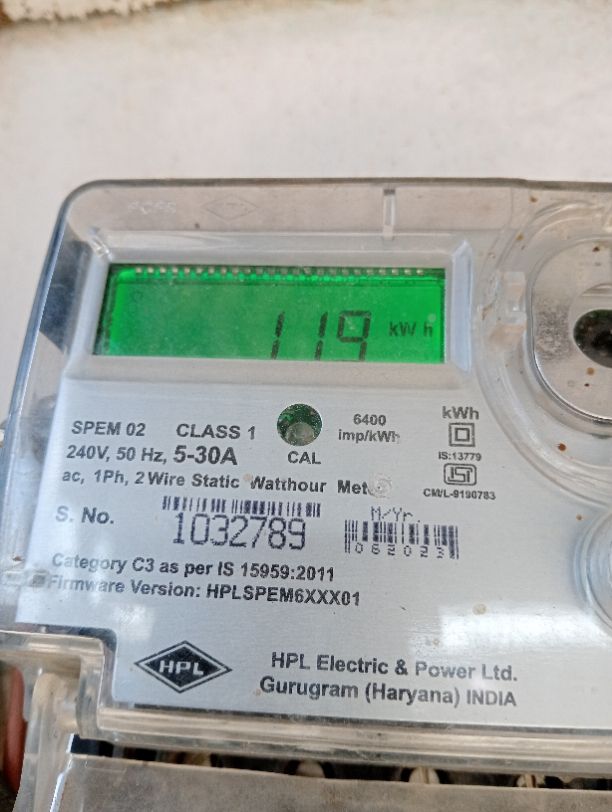 119 kWh
SPEM 02 CLASS 1 6400 imp/kWh kWh
240V, 50 Hz, 5-30A CAL IS:13779
ac, 1Ph, 2 Wire Static Watthour Met
CM/L-9190783
S. No. 1032789 M/Yr 062023
Category C3 as per IS 15959:2011
Firmware Version: HPLSPEM6XXX01
HPL
HPL Electric & Power Ltd.
Gurugram (Haryana) INDIA